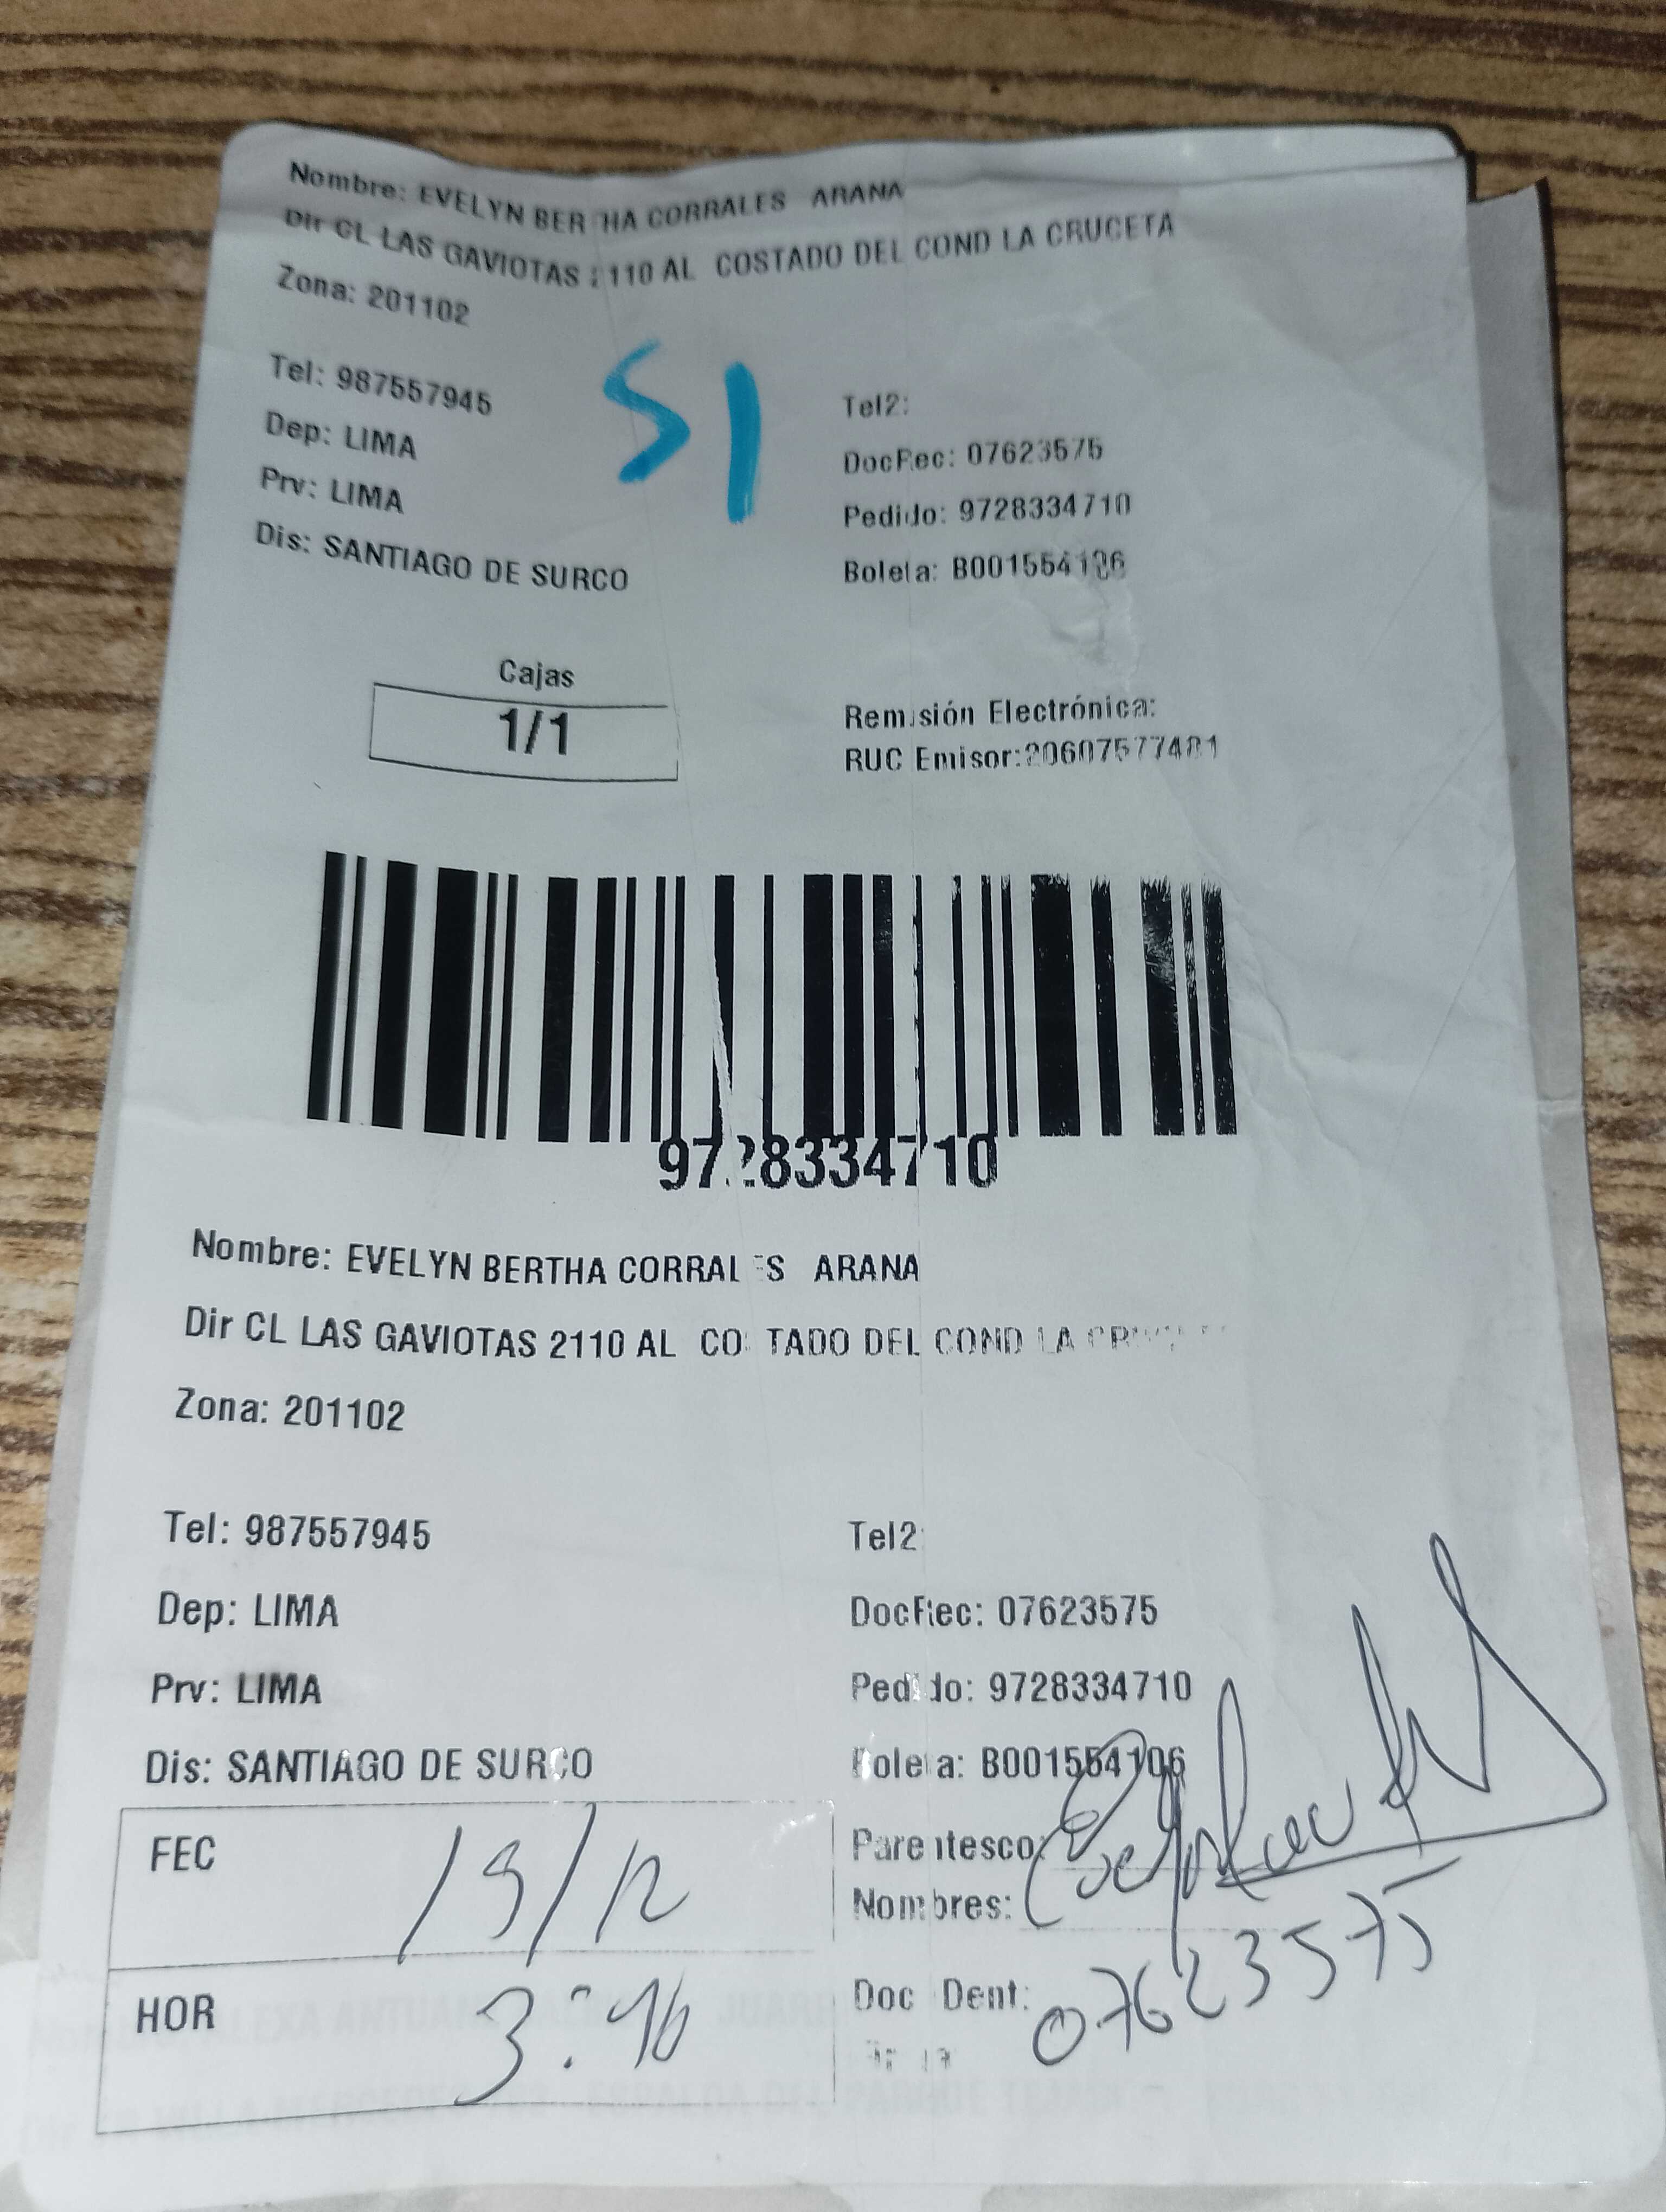 Nombre: EVELYN BERTHA CORRALES ARANA
Dir CL LAS GAVIOTAS 2110 AL COSTADO DEL COND LA CRUCETA
Zona: 201102
SI
Tel: 987557945
Tel2:
Dep: LIMA
DocRec: 07623575
Prv: LIMA
Pedido: 9728334710
Dis: SANTIAGO DE SURCO
Boleta: B001554106
Cajas
1/1
Remisión Electrónica:
RUC Emisor:20607577481
9728334710
Nombre: EVELYN BERTHA CORRALES ARANA
Dir CL LAS GAVIOTAS 2110 AL COSTADO DEL COND LA
Zona: 201102
Tel: 987557945
Tel2:
Dep: LIMA
DocRec: 07623575
Prv: LIMA
Pedido: 9728334710
Dis: SANTIAGO DE SURCO
Boleta: B001554106
FEC 19/12
Parentesco:
Nombres:
HOR
Doc Dent: 07623575